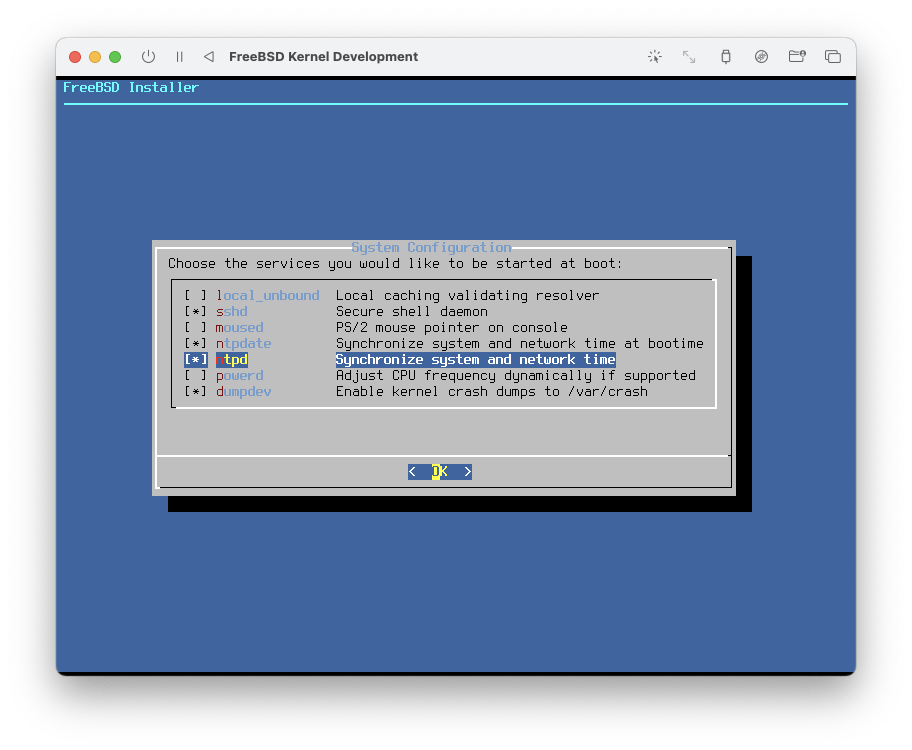 FreeBSD Kernel Development
FreeBSD Installer
System Configuration
Choose the services you would like to be started at boot:
[ ] local_unbound Local caching validating resolver
[*] sshd Secure shell daemon
[ ] moused PS/2 mouse pointer on console
[*] ntpdate Synchronize system and network time at bootime
[*] ntpd Synchronize system and network time
[ ] powerd Adjust CPU frequency dynamically if supported
[*] dumpdev Enable kernel crash dumps to /var/crash
< OK >